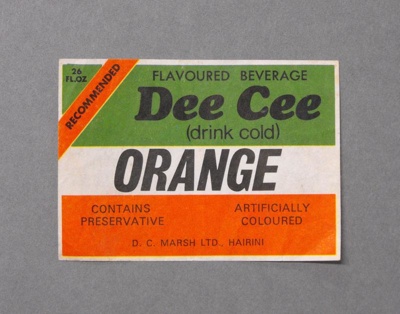 26
FL.OZ
RECOMMENDED
FLAVOURED BEVERAGE
Dee Cee
(drink cold)
ORANGE
CONTAINS
PRESERVATIVE
ARTIFICIALLY
COLOURED
D. C. MARSH LTD., HAIRINI